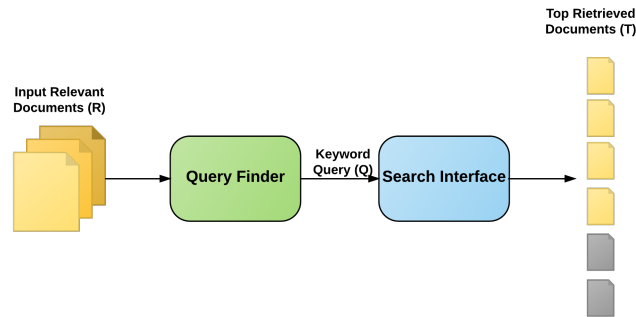 Top Rietrieved
Documents (T)
Input Relevant
Documents (R)
Query Finder
Keyword
Query (Q)
Search Interface